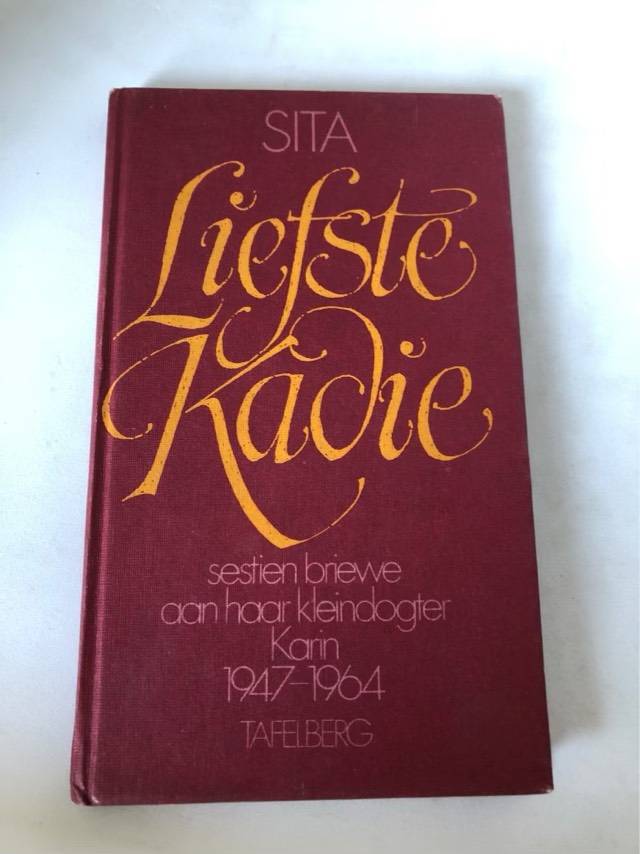 SITA
Liefste
Kadie
sestien briewe
aan haar kleindogter
Karin
1947–1964
TAFELBERG